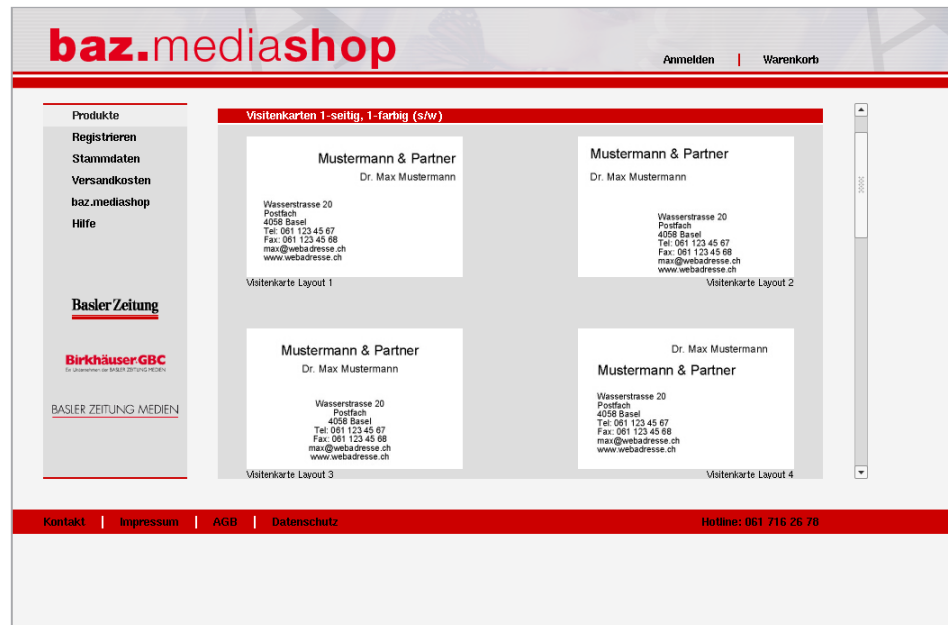 baz.mediashop
Anmelden | Warenkorb
Produkte
Registrieren
Stammdaten
Versandkosten
baz.mediashop
Hilfe
Basler Zeitung
Birkhäuser+GBC
Ein Unternehmen der BASLER ZEITUNG MEDIEN
BASLER ZEITUNG MEDIEN
Visitenkarten 1-seitig, 1-farbig (s/w)
Mustermann & Partner
Dr. Max Mustermann
Wasserstrasse 20
Postfach
4058 Basel
Tel: 061 123 45 67
Fax: 061 123 45 68
max@webadresse.ch
www.webadresse.ch
Visitenkarte Layout 1
Mustermann & Partner
Dr. Max Mustermann
Wasserstrasse 20
Postfach
4058 Basel
Tel: 061 123 45 67
Fax: 061 123 45 68
max@webadresse.ch
www.webadresse.ch
Visitenkarte Layout 2
Mustermann & Partner
Dr. Max Mustermann
Wasserstrasse 20
Postfach
4058 Basel
Tel: 061 123 45 67
Fax: 061 123 45 68
max@webadresse.ch
www.webadresse.ch
Visitenkarte Layout 3
Dr. Max Mustermann
Mustermann & Partner
Wasserstrasse 20
Postfach
4058 Basel
Tel: 061 123 45 67
Fax: 061 123 45 68
max@webadresse.ch
www.webadresse.ch
Visitenkarte Layout 4
Kontakt | Impressum | AGB | Datenschutz
Hotline: 061 716 26 78